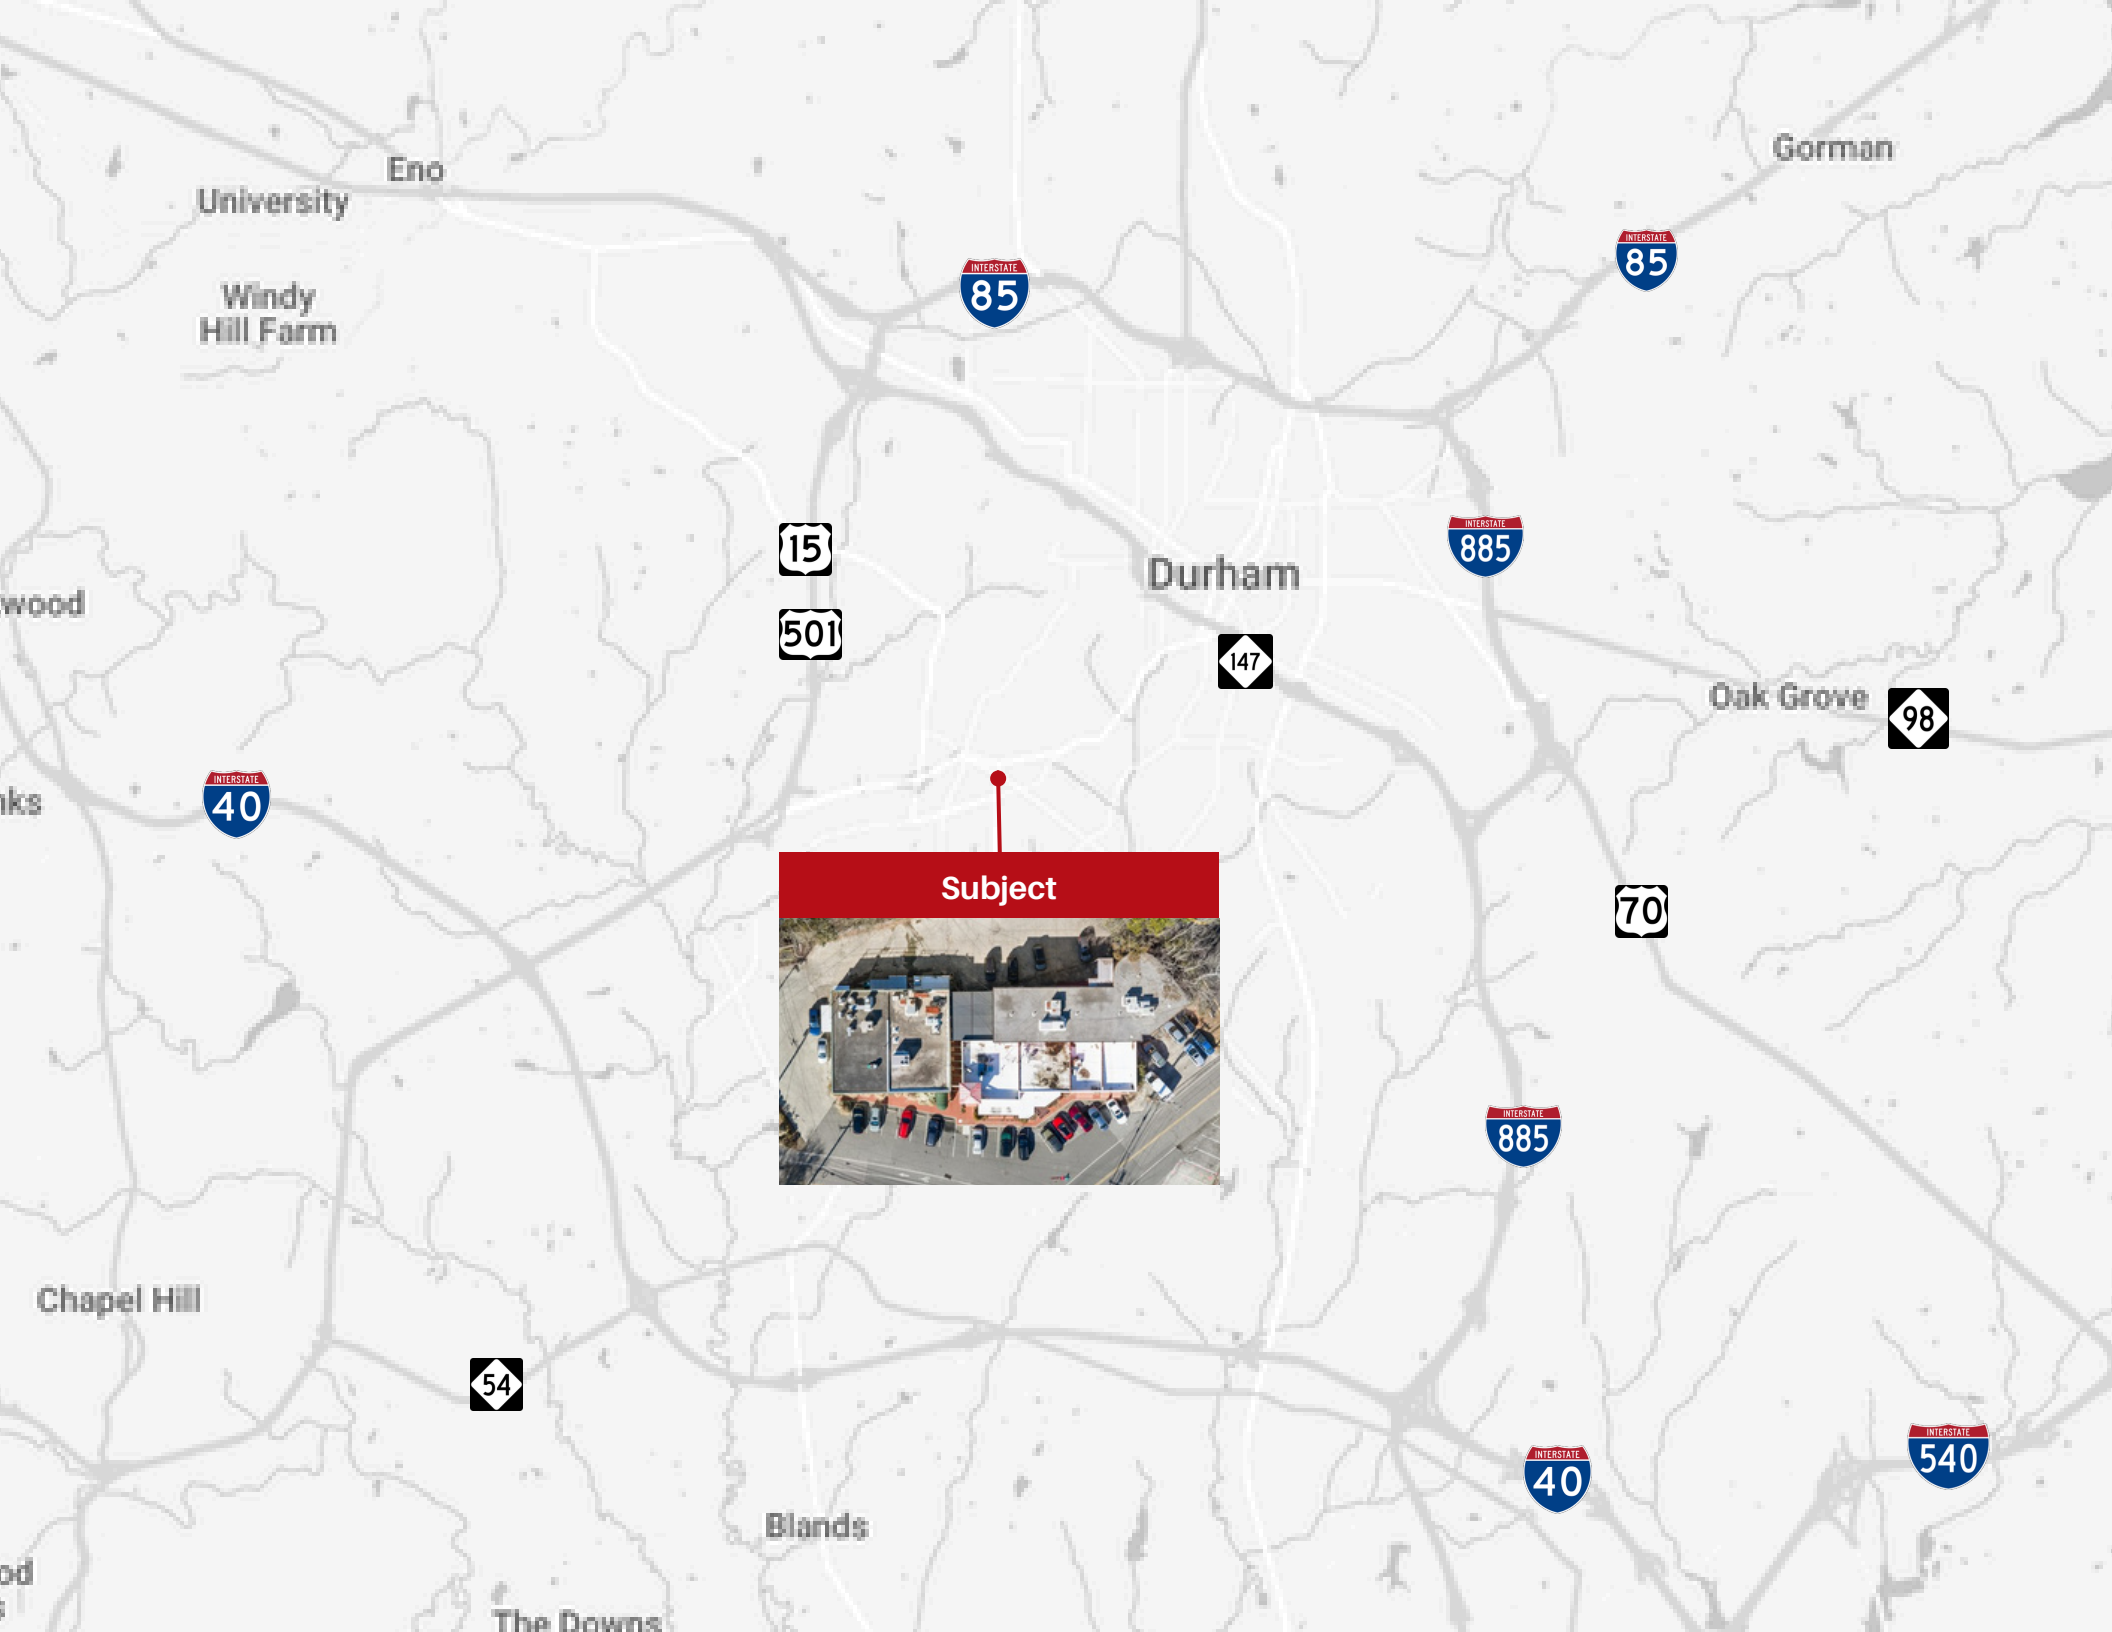 Gorman
Eno
University
INTERSTATE
85
INTERSTATE
85
Windy
Hill Farm
15
INTERSTATE
885
Durham
wood
501
147
Oak Grove
98
INTERSTATE
40
nks
Subject
70
INTERSTATE
885
Chapel Hill
54
INTERSTATE
540
INTERSTATE
40
Blands
od
The Downs